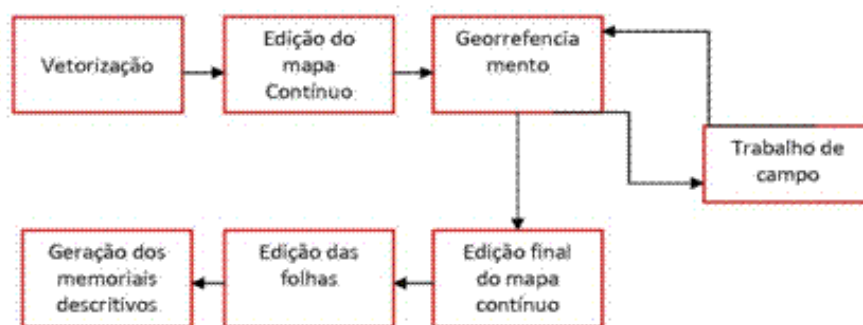 Vetorização
Edição do
mapa
Contínuo
Georrefencia
mento
Trabalho de
campo
Geração dos
memoriais
descritivos
Edição das
folhas
Edição final
do mapa
contínuo